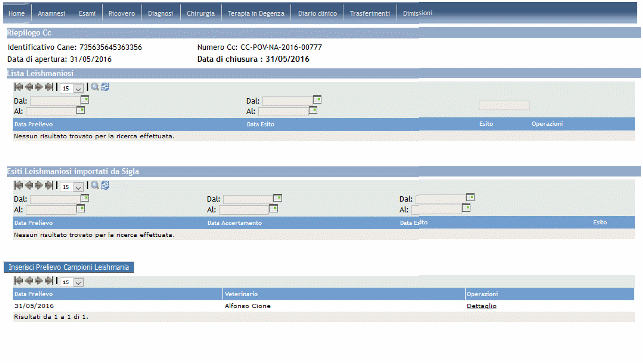 Home Anamnesi Esami Ricovero Diagnosi Chirurgia Terapia in Degenza Diario clinico Trasferimenti Dimissioni
Riepilogo Cc
Identificativo Cane: 735635645363356 Numero Cc: CC-POV-NA-2016-00777
Data di apertura: 31/05/2016 Data di chiusura : 31/05/2016
Lista Leishmaniosi
15
Dal: Dal:
Al: Al:
Data Prelievo Data Esito Esito Operazioni
Nessun risultato trovato per la ricerca effettuata.
Esiti Leishmaniosi importati da Sigla
15
Dal: Dal: Dal:
Al: Al: Al:
Data Prelievo Data Accertamento Data Esito Esito
Nessun risultato trovato per la ricerca effettuata.
Inserisci Prelievo Campioni Leishmania
15
Data Prelievo Veterinario Operazioni
31/05/2016 Alfonso Cione Dettaglio
Risultati da 1 a 1 di 1.